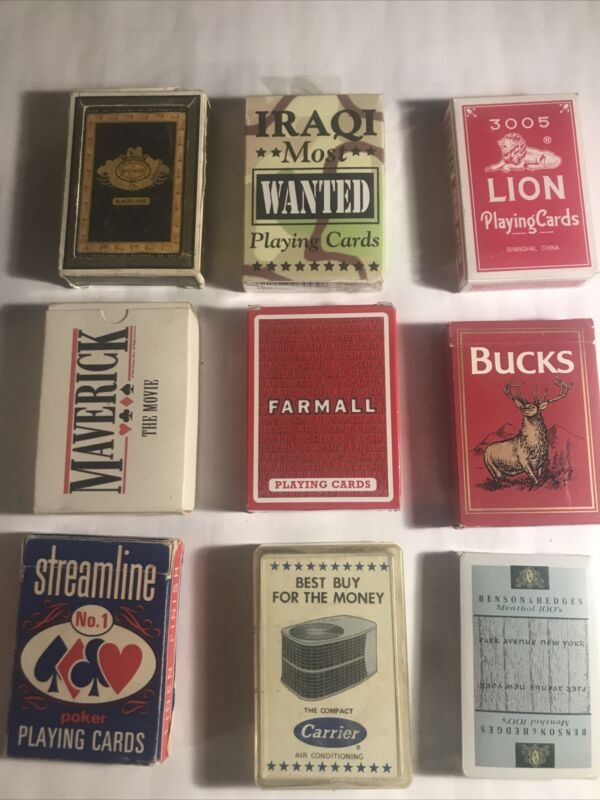 IRAQI
Most
WANTED
Playing Cards
3005
®
LION
Playing Cards
SHANGHAI, CHINA
MAVERICK
THE MOVIE
FARMALL
PLAYING CARDS
BUCKS
streamline
No.1
poker
PLAYING CARDS
LINEN FINISH
BEST BUY
FOR THE MONEY
THE COMPACT
Carrier
®
AIR CONDITIONING
BENSON & HEDGES
Menthol 100's
PARK AVENUE NEW YORK
PARK AVENUE NEW YORK
Menthol 100's
BENSON & HEDGES